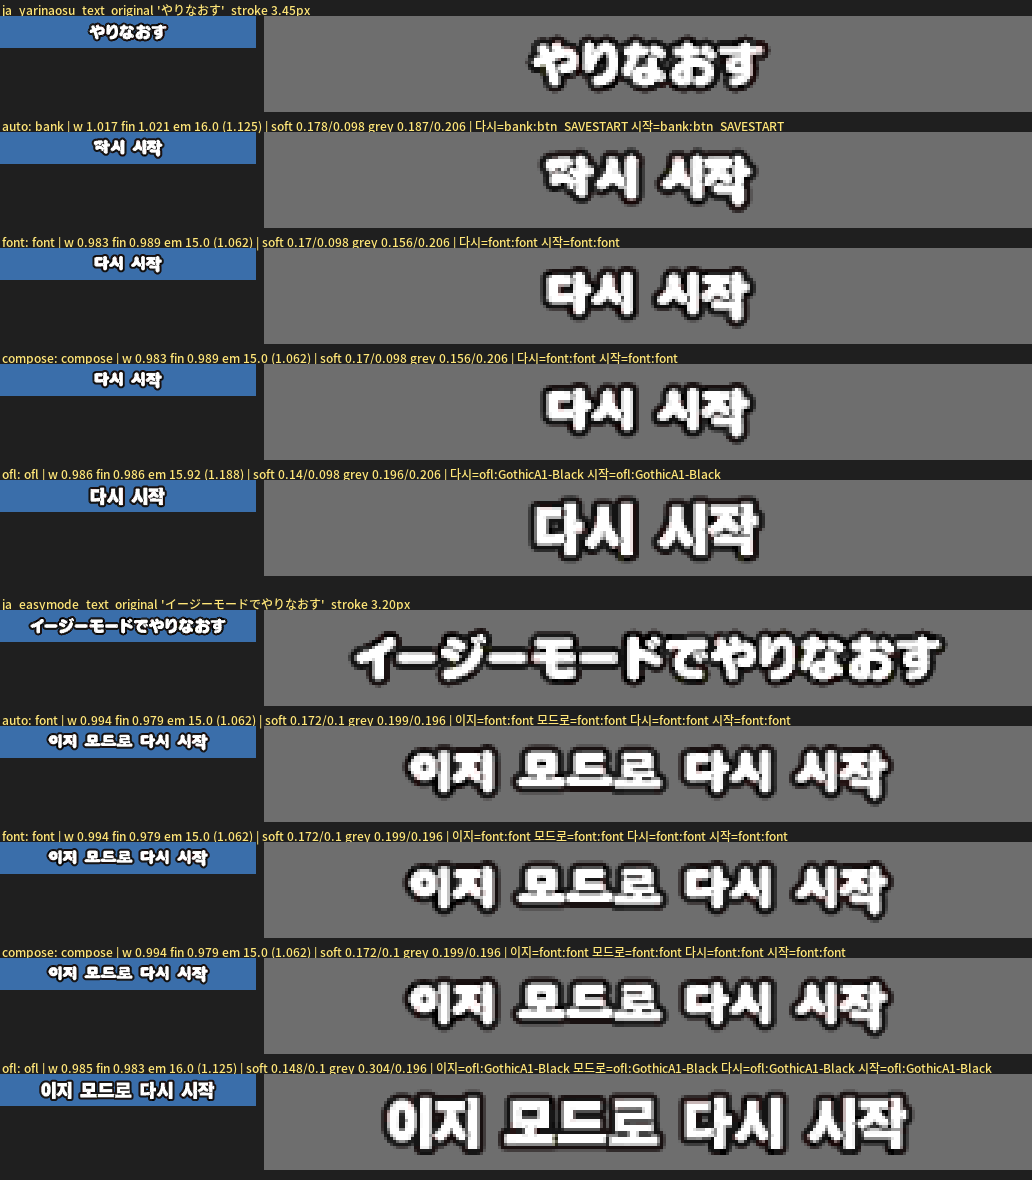 ja_yarinaosu_text original 'やりなおす' stroke 3.45px
やりなおす やりなおす
auto: bank | w 1.017 fin 1.021 em 16.0 (1.125) | soft 0.178/0.098 grey 0.187/0.206 | 다시=bank:btn_SAVESTART 시작=bank:btn_SAVESTART
시 시작 시 시작
font: font | w 0.983 fin 0.989 em 15.0 (1.062) | soft 0.17/0.098 grey 0.156/0.206 | 다시=font:font 시작=font:font
다시 시작 다시 시작
compose: compose | w 0.983 fin 0.989 em 15.0 (1.062) | soft 0.17/0.098 grey 0.156/0.206 | 다시=font:font 시작=font:font
다시 시작 다시 시작
ofl: ofl | w 0.986 fin 0.986 em 15.92 (1.188) | soft 0.14/0.098 grey 0.196/0.206 | 다시=ofl:GothicA1-Black 시작=ofl:GothicA1-Black
다시 시작 다시 시작
ja_easymode_text original 'イージーモードでやりなおす' stroke 3.20px
イージーモードでやりなおす イージーモードでやりなおす
auto: font | w 0.994 fin 0.979 em 15.0 (1.062) | soft 0.172/0.1 grey 0.199/0.196 | 이지=font:font 모드로=font:font 다시=font:font 시작=font:font
이지 모드로 다시 시작 이지 모드로 다시 시작
font: font | w 0.994 fin 0.979 em 15.0 (1.062) | soft 0.172/0.1 grey 0.199/0.196 | 이지=font:font 모드로=font:font 다시=font:font 시작=font:font
이지 모드로 다시 시작 이지 모드로 다시 시작
compose: compose | w 0.994 fin 0.979 em 15.0 (1.062) | soft 0.172/0.1 grey 0.199/0.196 | 이지=font:font 모드로=font:font 다시=font:font 시작=font:font
이지 모드로 다시 시작 이지 모드로 다시 시작
ofl: ofl | w 0.985 fin 0.983 em 16.0 (1.125) | soft 0.148/0.1 grey 0.304/0.196 | 이지=ofl:GothicA1-Black 모드로=ofl:GothicA1-Black 다시=ofl:GothicA1-Black 시작=ofl:GothicA1-Black
이지 모드로 다시 시작 이지 모드로 다시 시작